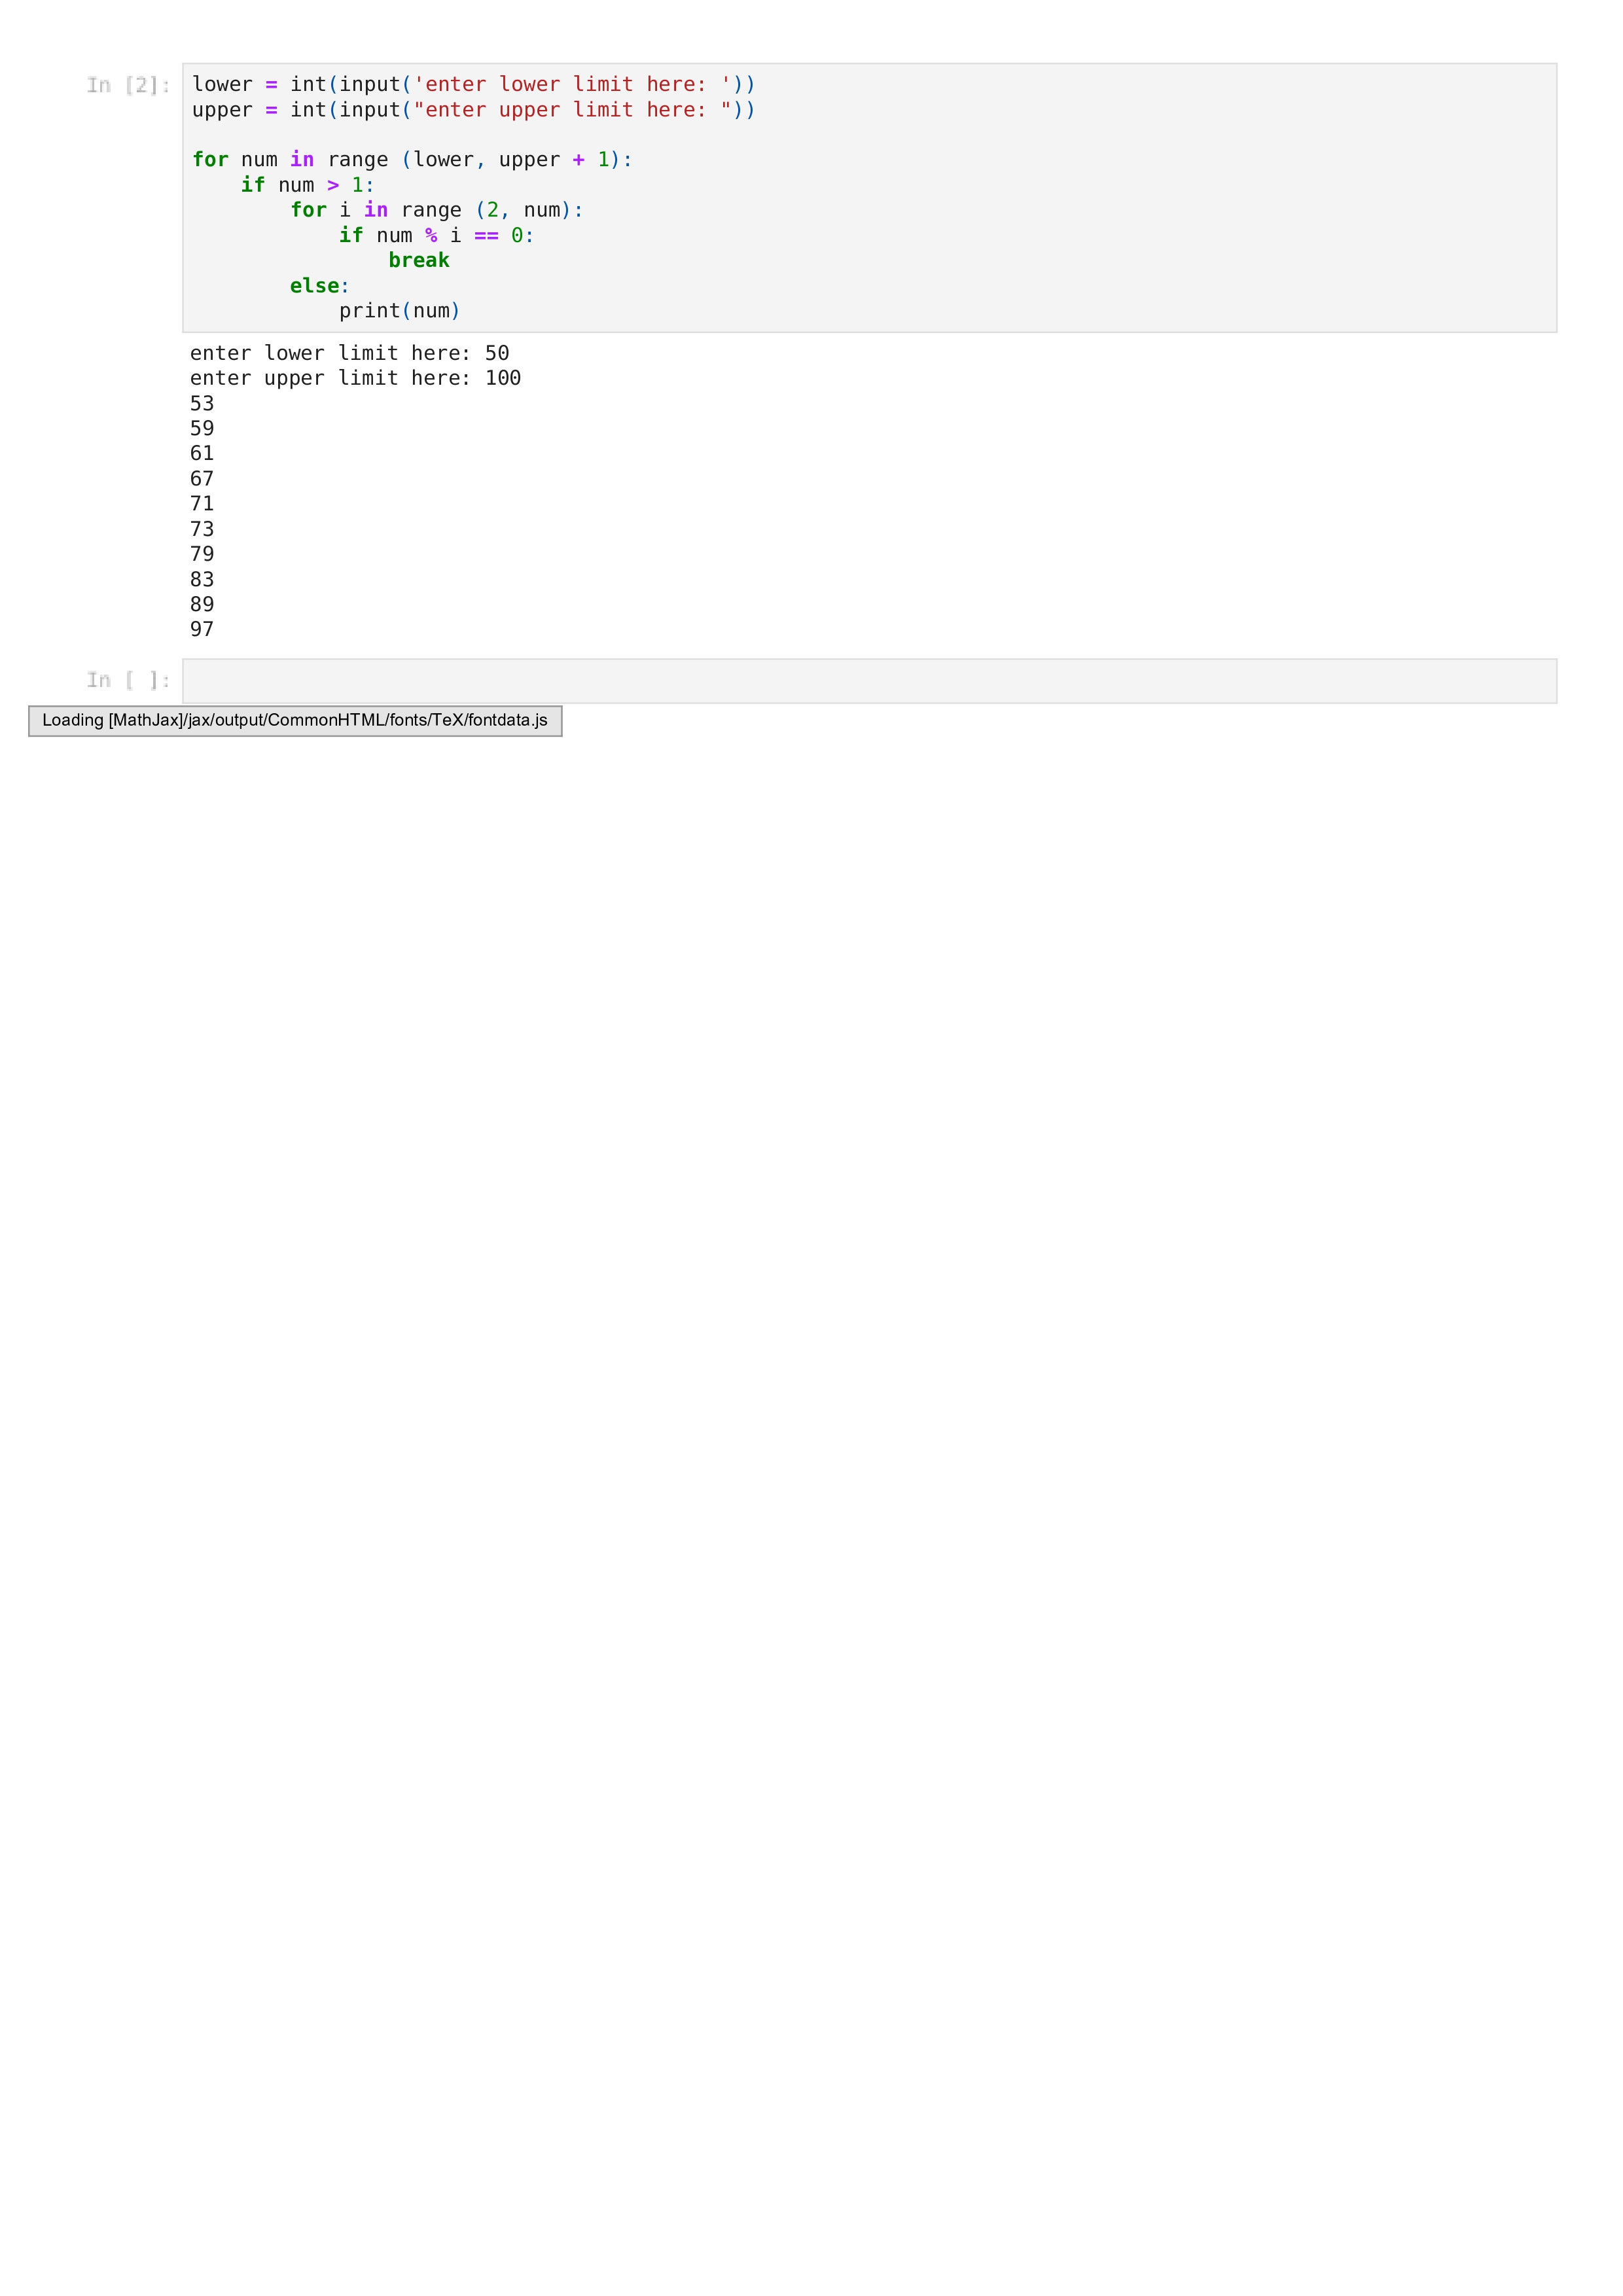 In [2]:
lower = int(input('enter lower limit here: '))
upper = int(input("enter upper limit here: "))

for num in range (lower, upper + 1):
    if num > 1:
        for i in range (2, num):
            if num % i == 0:
                break
        else:
            print(num)
enter lower limit here: 50
enter upper limit here: 100
53
59
61
67
71
73
79
83
89
97
In [ ]:
Loading [MathJax]/jax/output/CommonHTML/fonts/TeX/fontdata.js